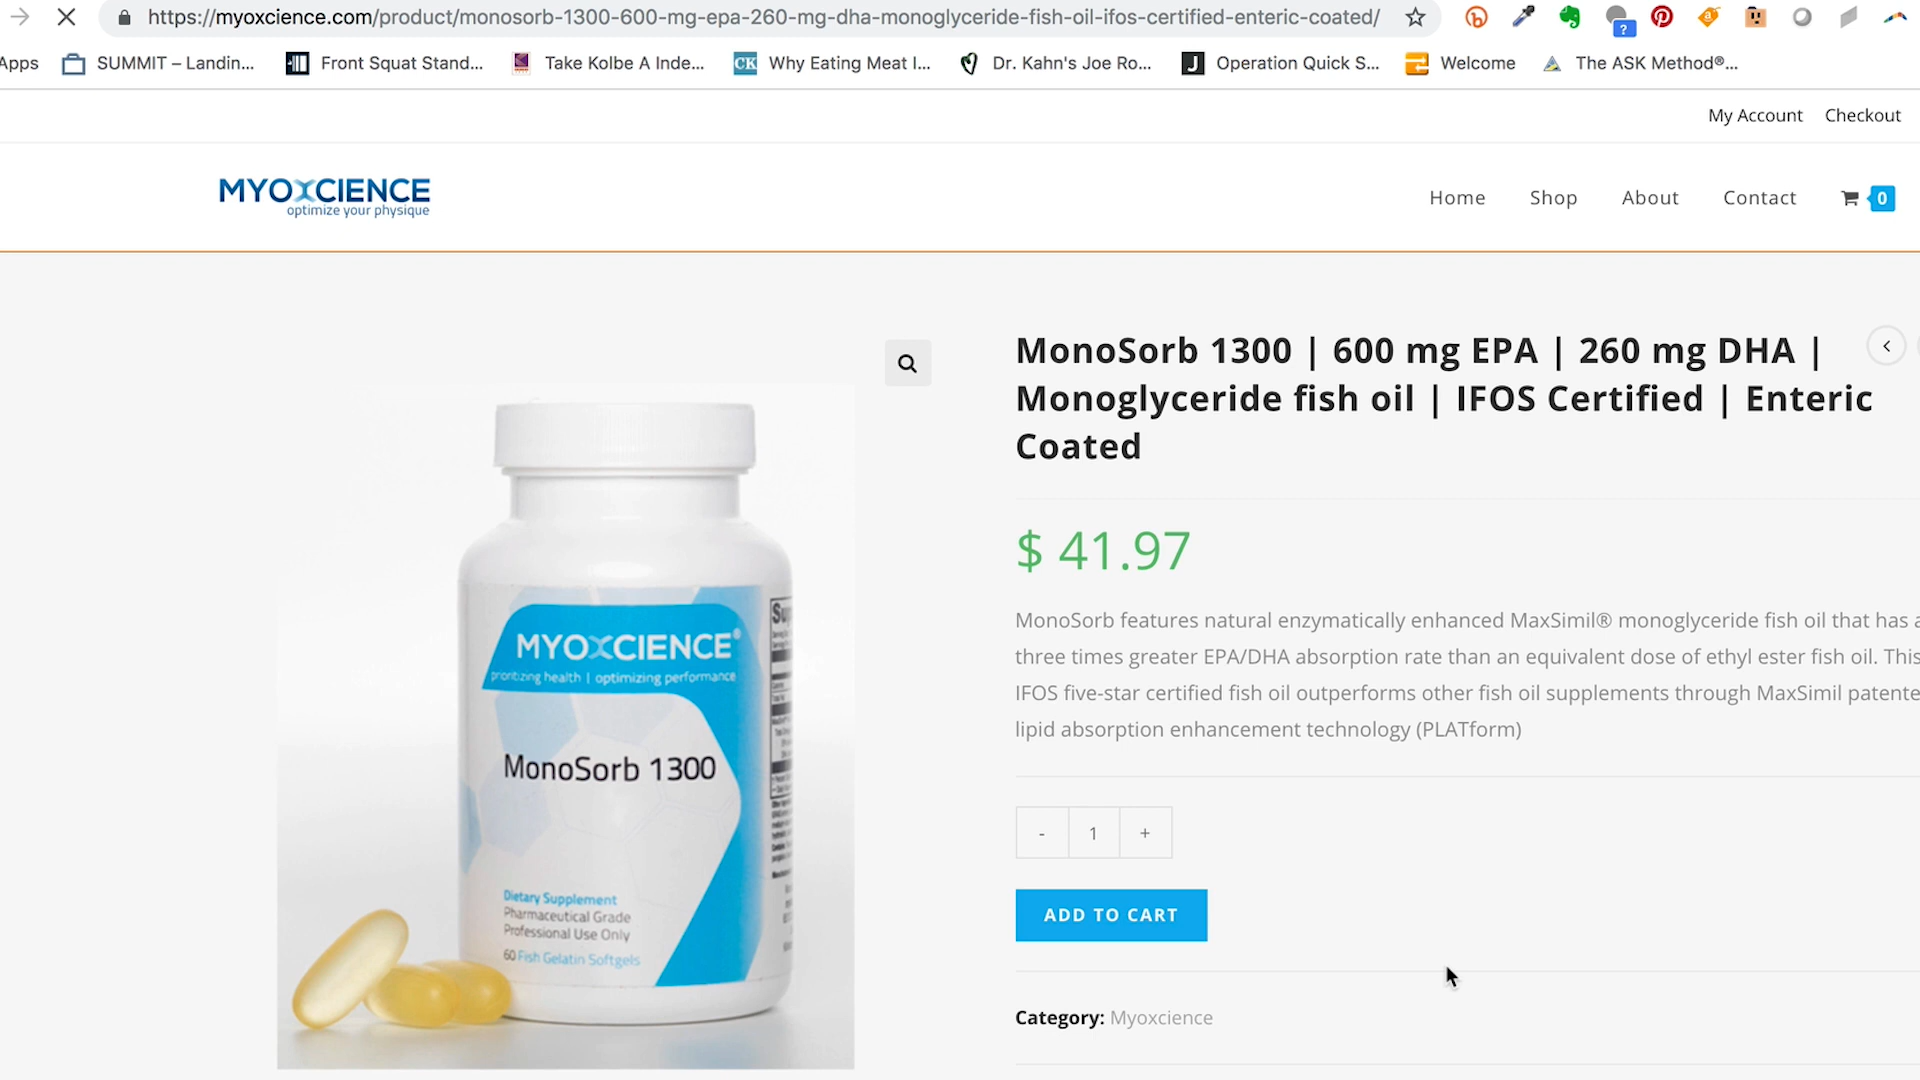 https://myoxcience.com/product/monosorb-1300-600-mg-epa-260-mg-dha-monoglyceride-fish-oil-ifos-certified-enteric-coated/
Apps SUMMIT – Landin... Front Squat Stand... Take Kolbe A Inde... CK Why Eating Meat I... Dr. Kahn's Joe Ro... J Operation Quick S... Welcome The ASK Method®...
My Account Checkout
MYOXCIENCE
optimize your physique
Home Shop About Contact 0
MonoSorb 1300 | 600 mg EPA | 260 mg DHA |
Monoglyceride fish oil | IFOS Certified | Enteric
Coated
$ 41.97
MonoSorb features natural enzymatically enhanced MaxSimil® monoglyceride fish oil that has a
three times greater EPA/DHA absorption rate than an equivalent dose of ethyl ester fish oil. This
IFOS five-star certified fish oil outperforms other fish oil supplements through MaxSimil patente
lipid absorption enhancement technology (PLATform)
- 1 +
ADD TO CART
Category: Myoxcience
MYOXCIENCE®
prioritizing health | optimizing performance
MonoSorb 1300
Dietary Supplement
Pharmaceutical Grade
Professional Use Only
60 Fish Gelatin Softgels